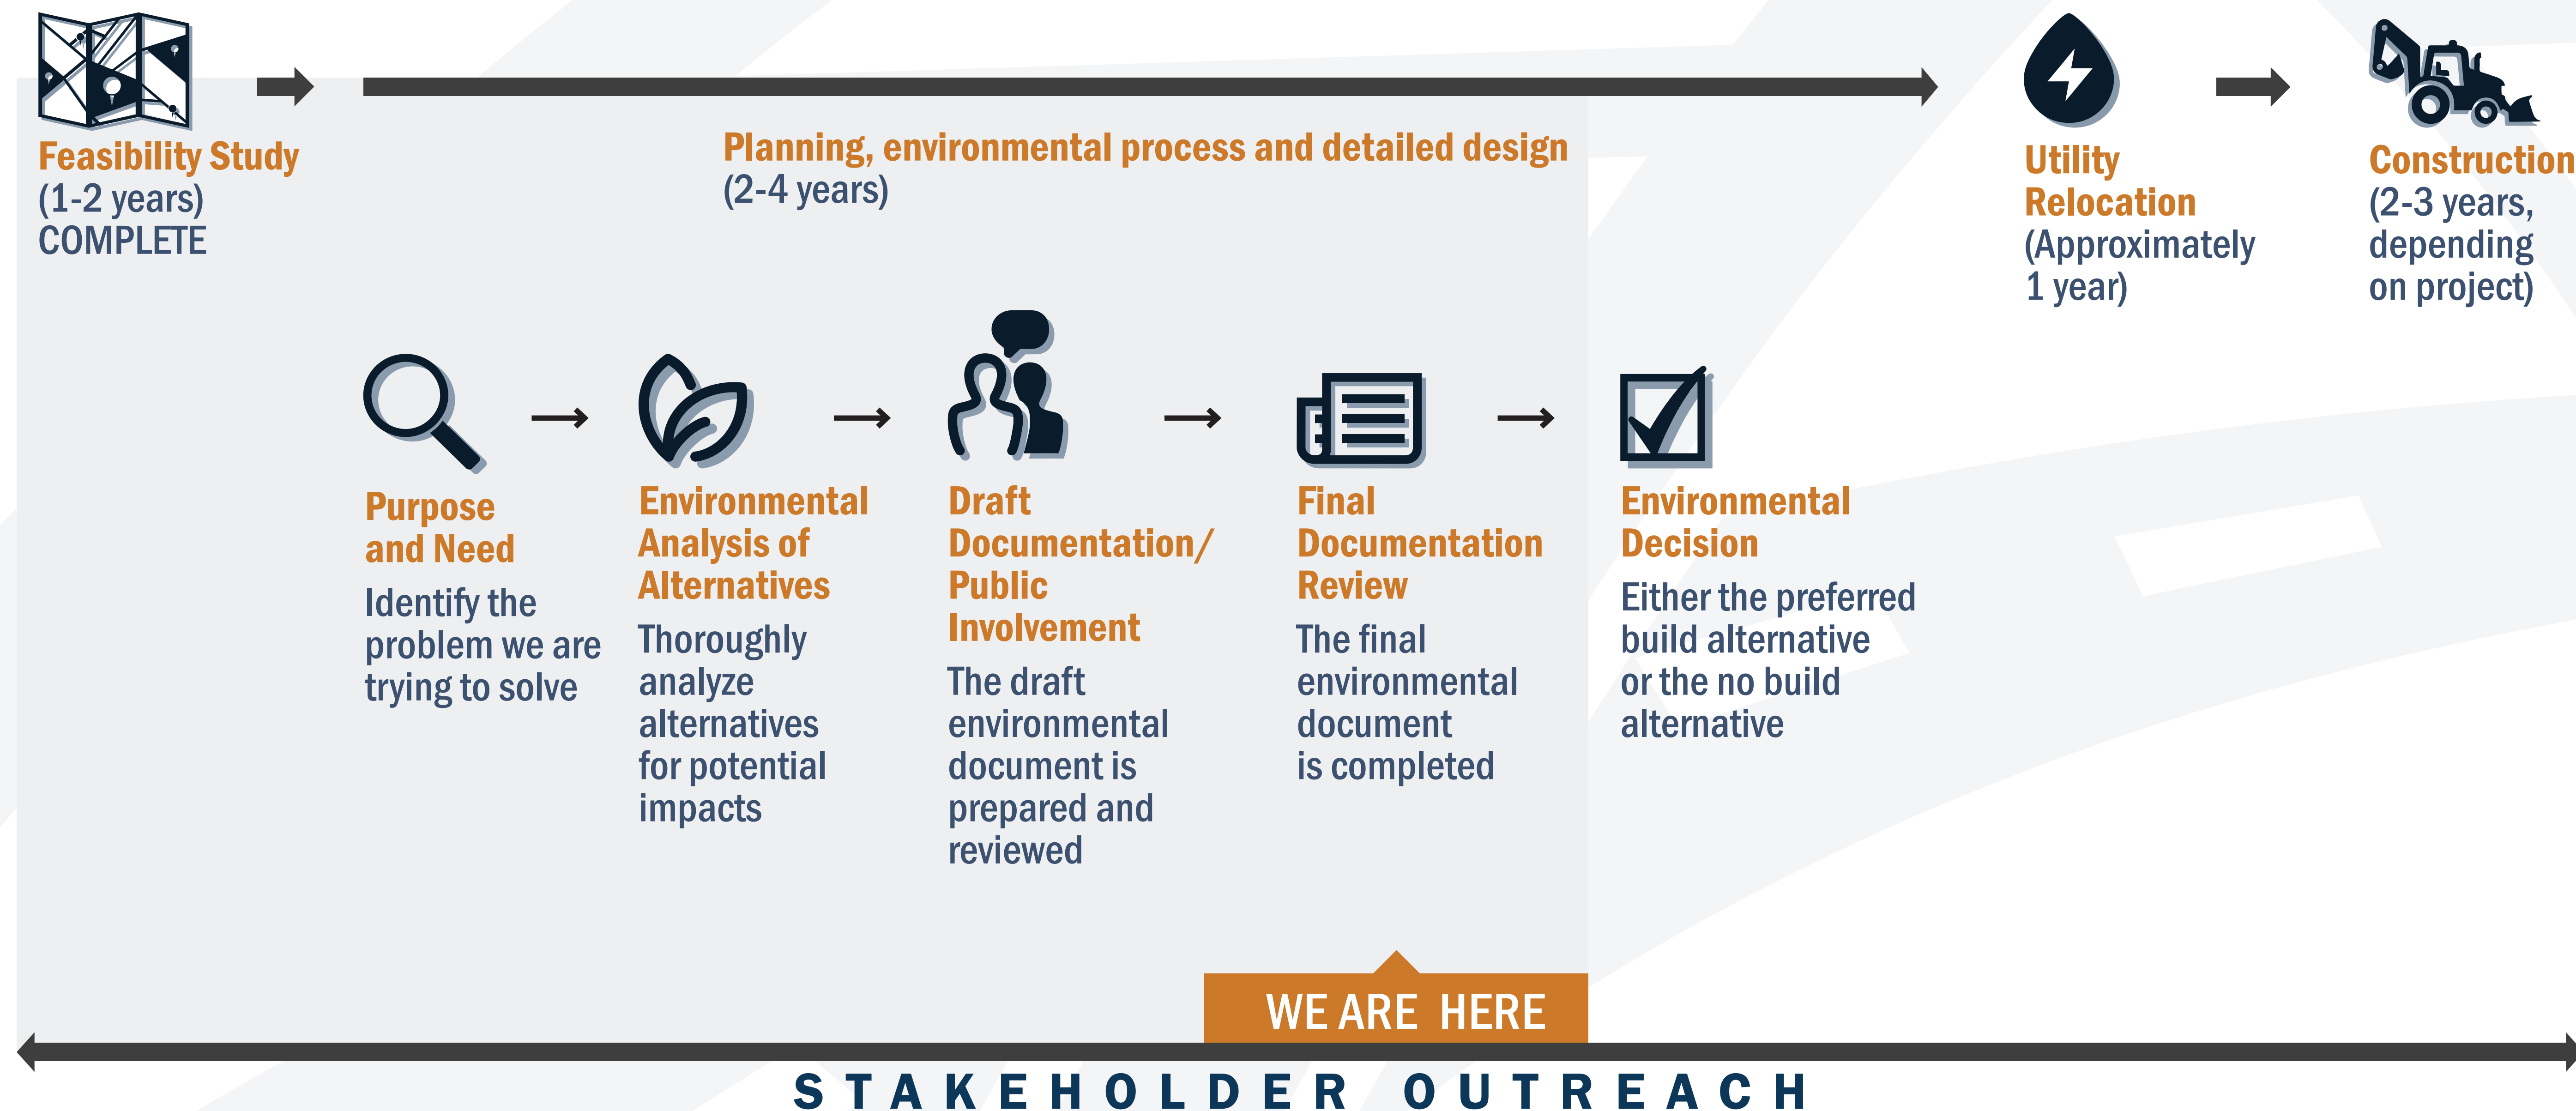 Feasibility Study
(1-2 years)
COMPLETE
Planning, environmental process and detailed design
(2-4 years)
Utility
Relocation
(Approximately
1 year)
Construction
(2-3 years,
depending
on project)
Purpose
and Need
Identify the
problem we are
trying to solve
Environmental
Analysis of
Alternatives
Thoroughly
analyze
alternatives
for potential
impacts
Draft
Documentation/
Public
Involvement
The draft
environmental
document is
prepared and
reviewed
Final
Documentation
Review
The final
environmental
document
is completed
Environmental
Decision
Either the preferred
build alternative
or the no build
alternative
WE ARE HERE
STAKEHOLDER OUTREACH